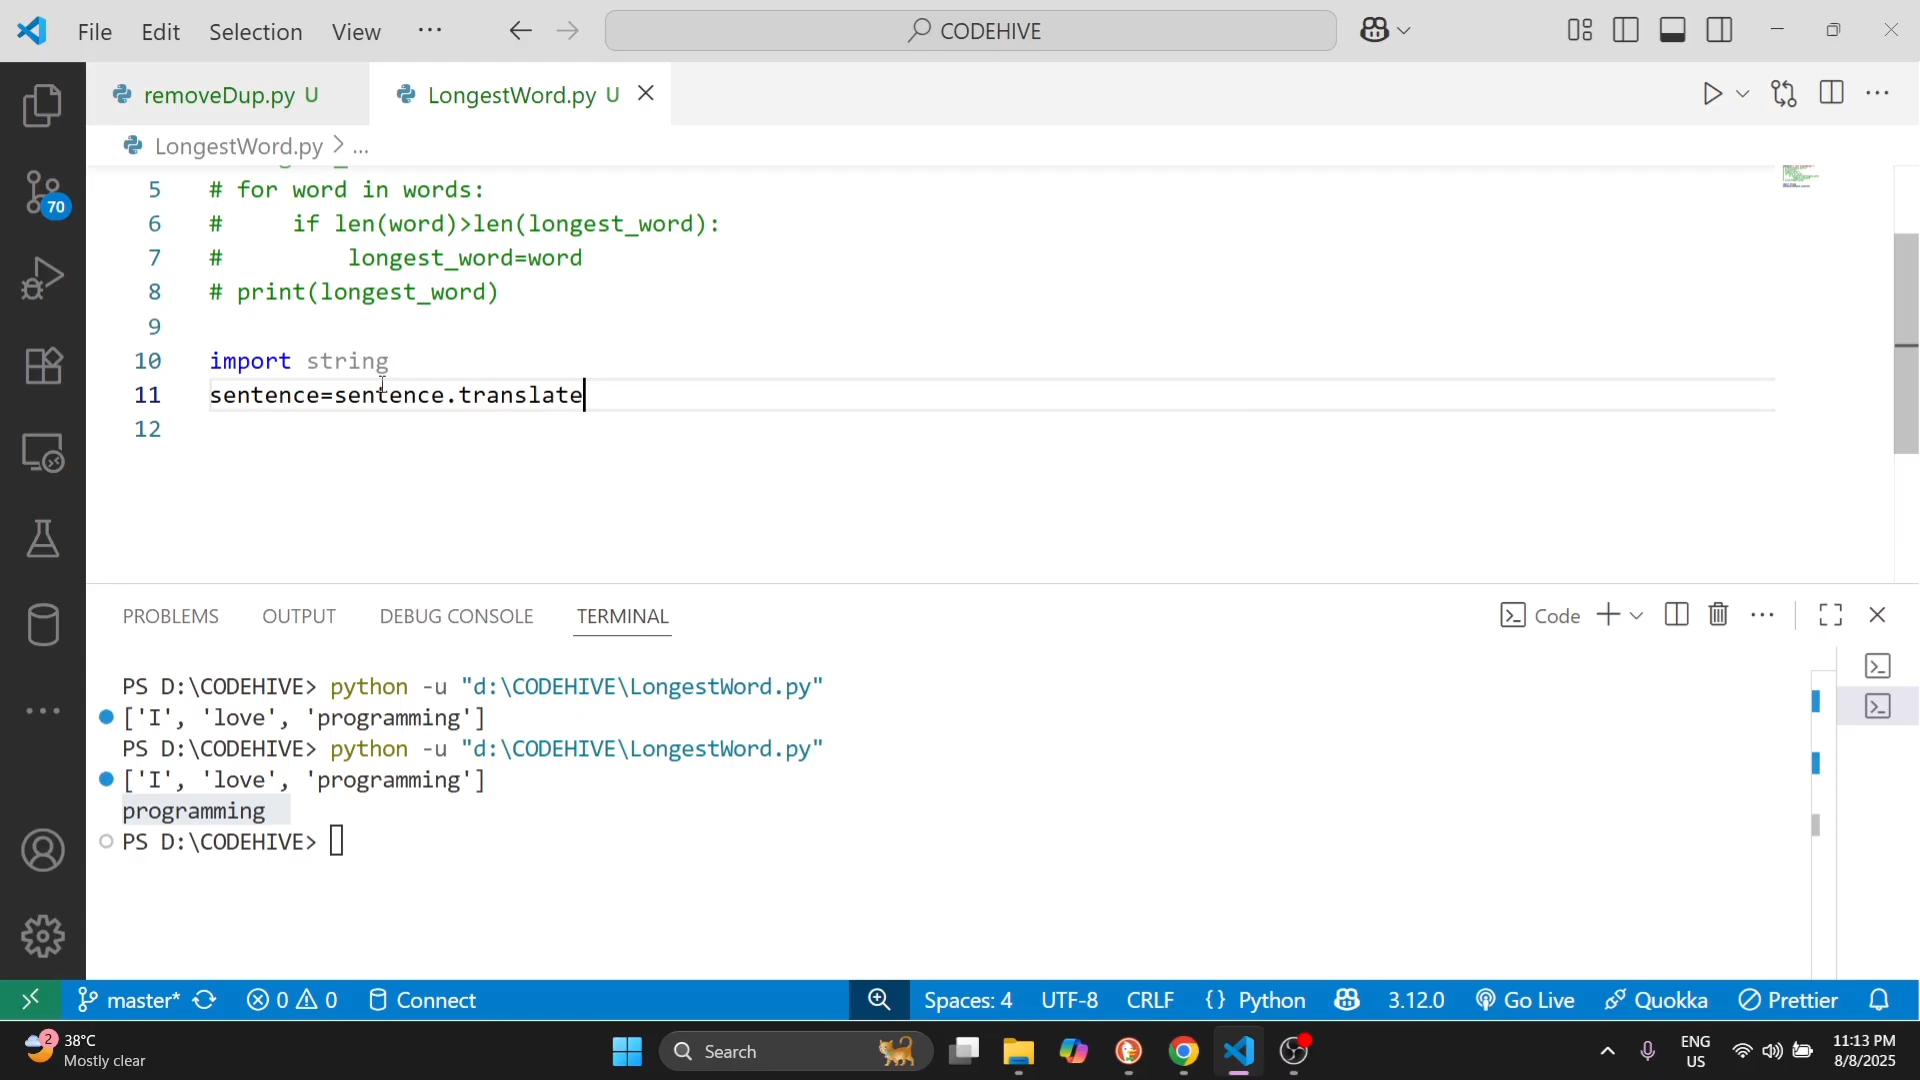 File Edit Selection View ··· CODEHIVE
removeDup.py U LongestWord.py U
LongestWord.py > ...
5 # for word in words:
6 #     if len(word)>len(longest_word):
7 #         longest_word=word
8 # print(longest_word)
9
10 import string
11 sentence=sentence.translate
12
70
PROBLEMS OUTPUT DEBUG CONSOLE TERMINAL Code
PS D:\CODEHIVE> python -u "d:\CODEHIVE\LongestWord.py"
['I', 'love', 'programming']
PS D:\CODEHIVE> python -u "d:\CODEHIVE\LongestWord.py"
['I', 'love', 'programming']
programming
PS D:\CODEHIVE>
master* 0 0 Connect Spaces: 4 UTF-8 CRLF {} Python 3.12.0 Go Live Quokka Prettier
2 38°C
Mostly clear
Search
ENG
US
11:13 PM
8/8/2025